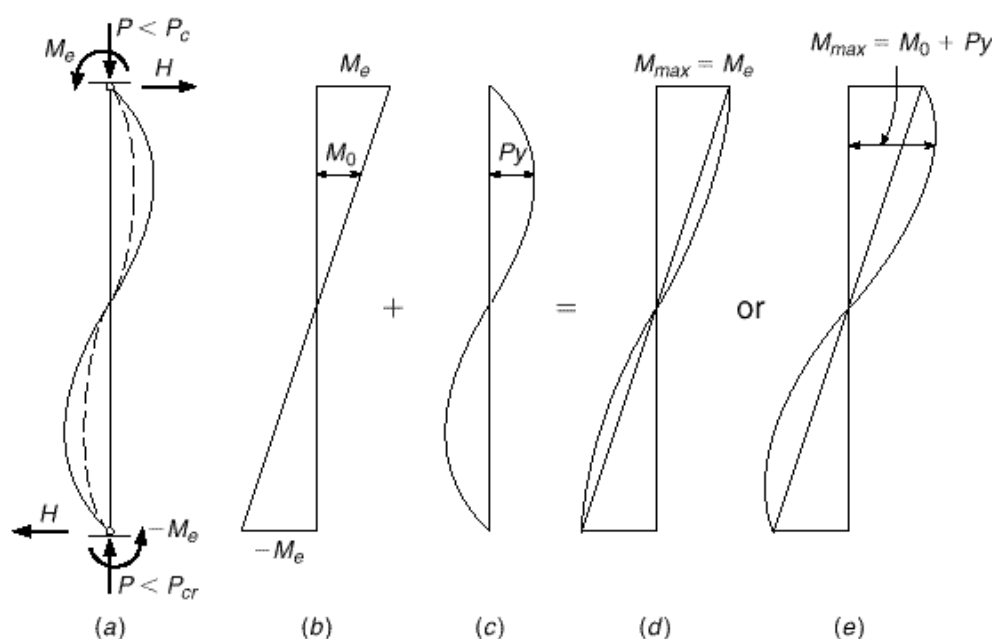 P < P_c
M_e
H
M_e
M_0
Py
M_max = M_e
M_max = M_0 + Py
+
=
or
H
−M_e
P < P_cr
−M_e
(a)
(b)
(c)
(d)
(e)